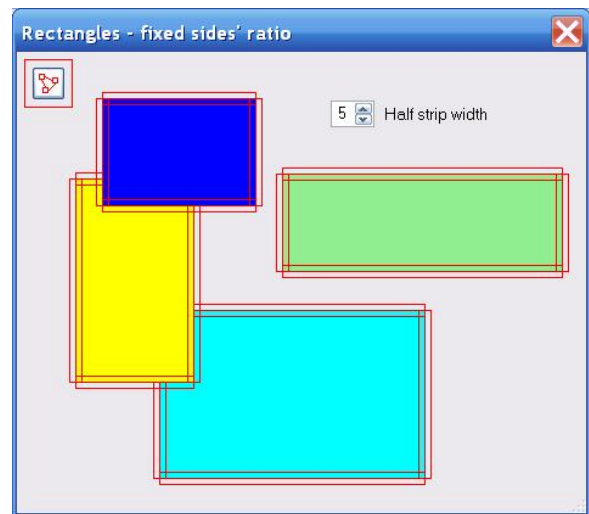 Rectangles - fixed sides' ratio
5 Half strip width